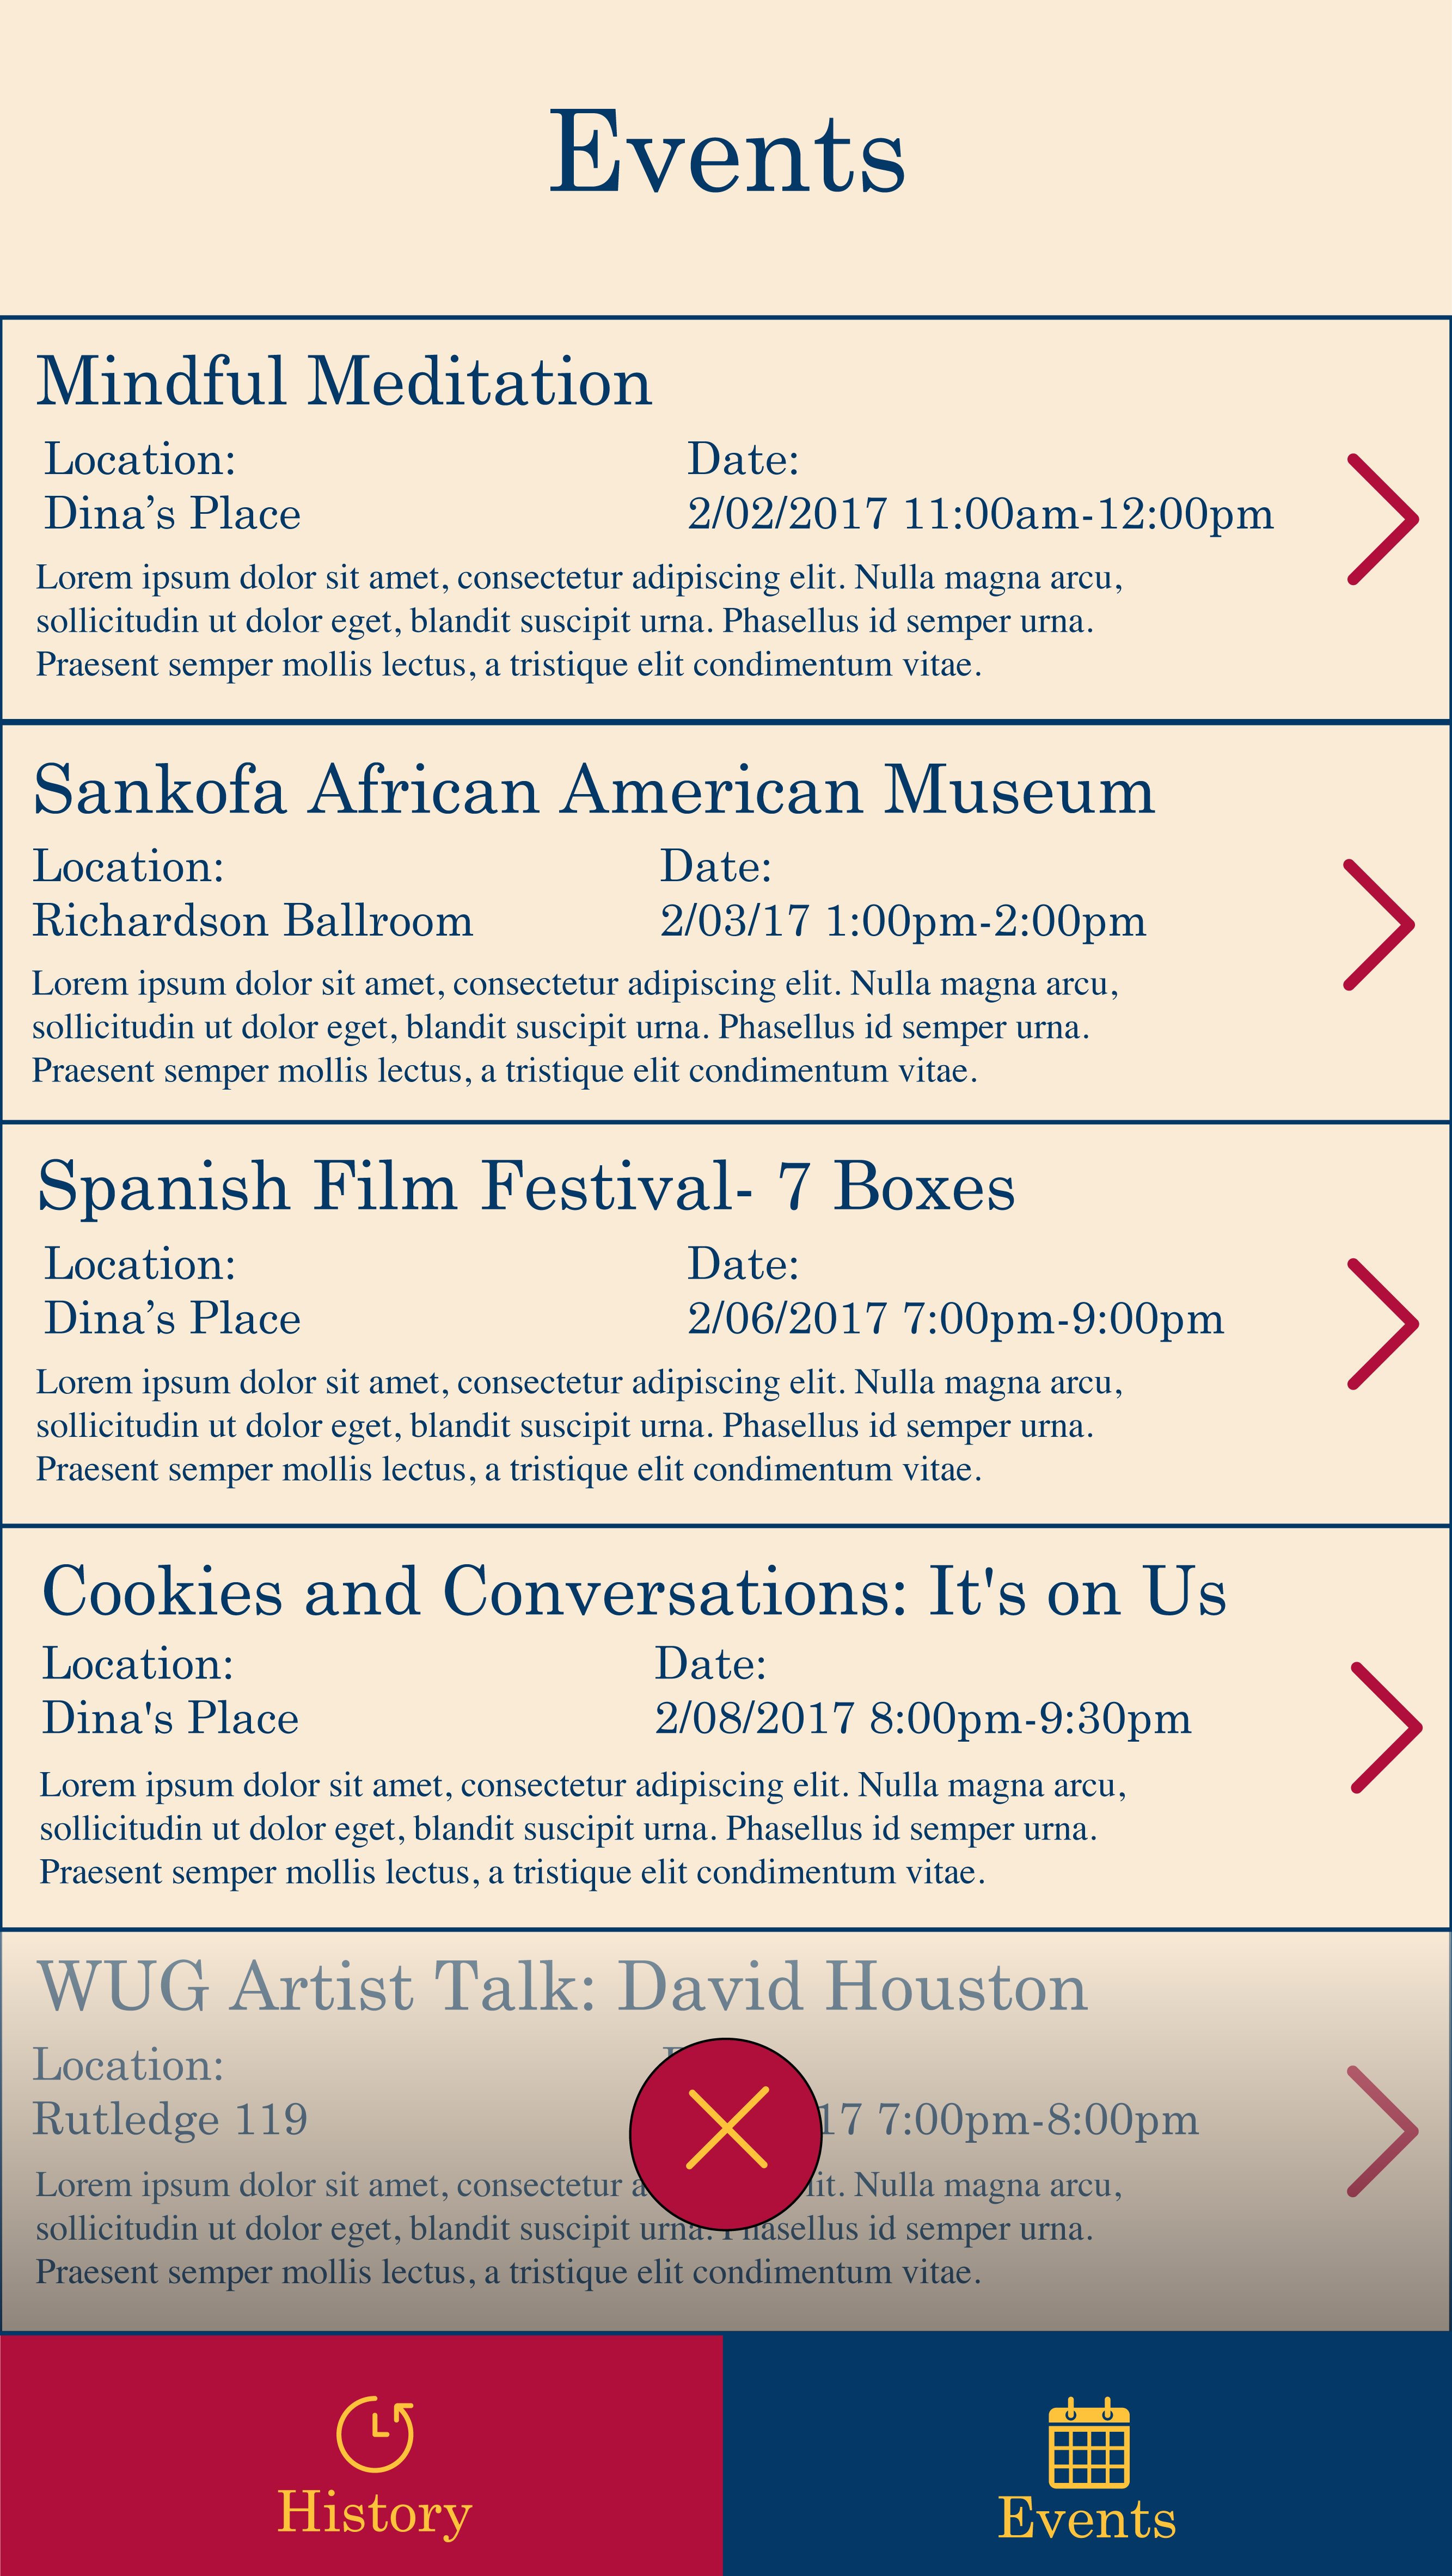 Events
Mindful Meditation
Location:
Dina’s Place
Date:
2/02/2017 11:00am-12:00pm
Lorem ipsum dolor sit amet, consectetur adipiscing elit. Nulla magna arcu,
sollicitudin ut dolor eget, blandit suscipit urna. Phasellus id semper urna.
Praesent semper mollis lectus, a tristique elit condimentum vitae.
Sankofa African American Museum
Location:
Richardson Ballroom
Date:
2/03/17 1:00pm-2:00pm
Lorem ipsum dolor sit amet, consectetur adipiscing elit. Nulla magna arcu,
sollicitudin ut dolor eget, blandit suscipit urna. Phasellus id semper urna.
Praesent semper mollis lectus, a tristique elit condimentum vitae.
Spanish Film Festival- 7 Boxes
Location:
Dina’s Place
Date:
2/06/2017 7:00pm-9:00pm
Lorem ipsum dolor sit amet, consectetur adipiscing elit. Nulla magna arcu,
sollicitudin ut dolor eget, blandit suscipit urna. Phasellus id semper urna.
Praesent semper mollis lectus, a tristique elit condimentum vitae.
Cookies and Conversations: It's on Us
Location:
Dina's Place
Date:
2/08/2017 8:00pm-9:30pm
Lorem ipsum dolor sit amet, consectetur adipiscing elit. Nulla magna arcu,
sollicitudin ut dolor eget, blandit suscipit urna. Phasellus id semper urna.
Praesent semper mollis lectus, a tristique elit condimentum vitae.
WUG Artist Talk: David Houston
Location:
Rutledge 119
7:00pm-8:00pm
Lorem ipsum dolor sit amet, consectetur Nulla magna arcu,
sollicitudin ut dolor eget, blandit suscipit urna. Phasellus id semper urna.
Praesent semper mollis lectus, a tristique elit condimentum vitae.
History
Events